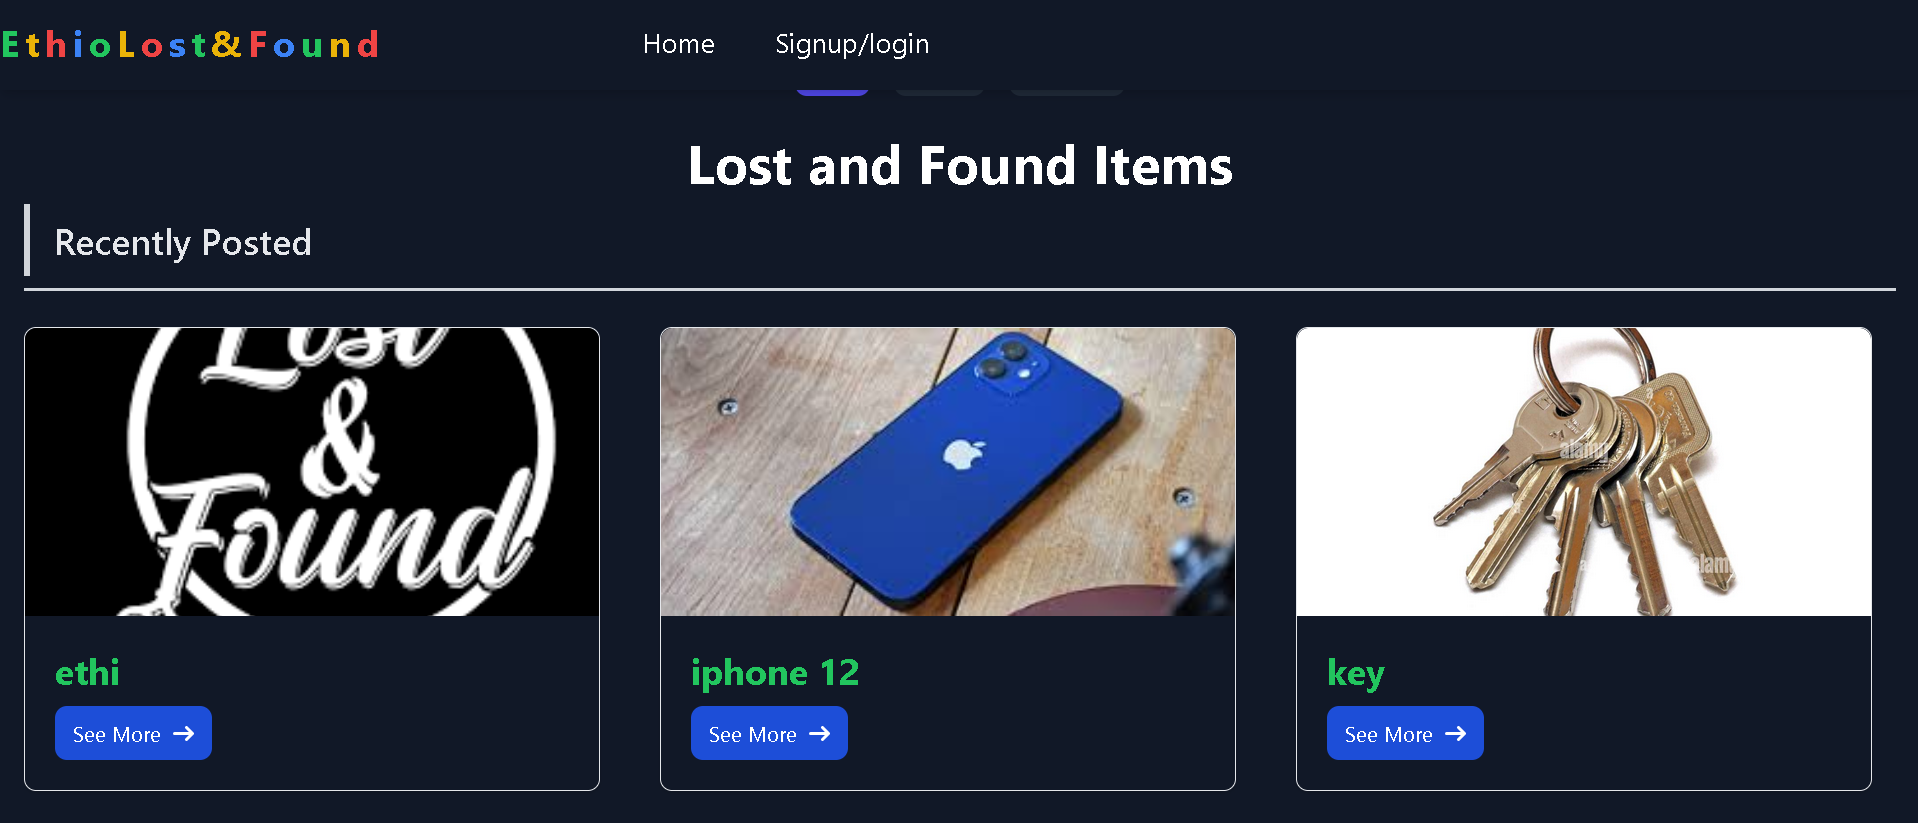 EthioLost&Found Home Signup/login
Lost and Found Items
Recently Posted
Lost
&
Found
alamy
a
a
alamy
ethi
iphone 12
key
See More →
See More →
See More →